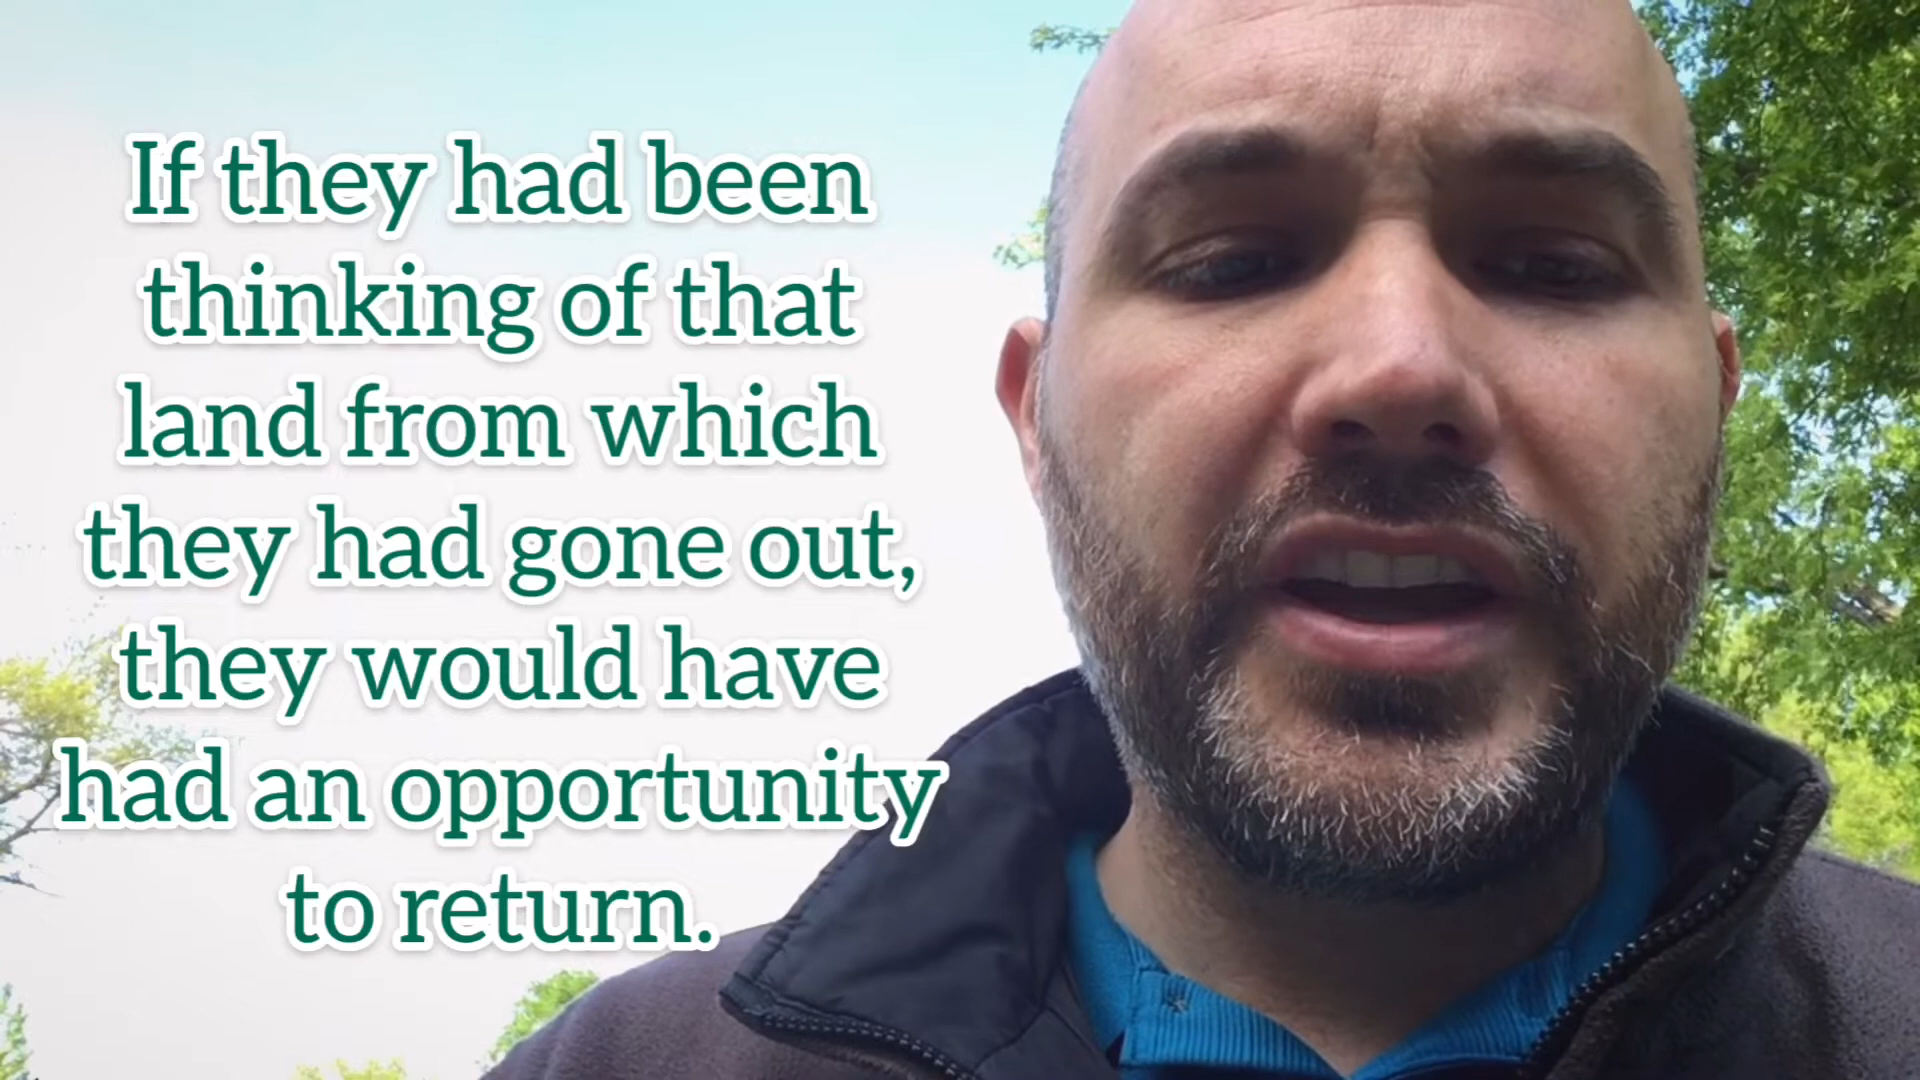 If they had been
thinking of that
land from which
they had gone out,
they would have
had an opportunity
to return.